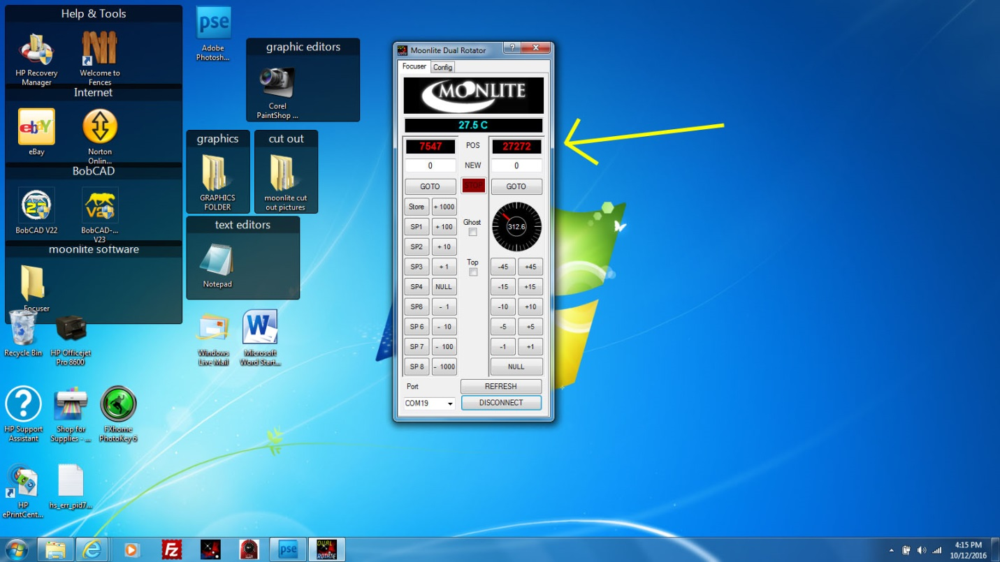 Help & Tools
HP Recovery
Manager
Welcome to
Fences
Internet
ebY
eBay
Norton
Onlin...
BobCAD
BobCAD V22
V23
BobCAD-...
V23
moonlite software
Focuser
Recycle Bin
HP Officejet
Pro 8600
HP Support
Assistant
Shop for
Supplies - ...
FXhome
PhotoKey 6
HP
ePrintCent...
hs_err_pid7...
pse
Adobe
Photosh...
graphic editors
Corel
PaintShop ...
graphics
GRAPHICS
FOLDER
cut out
moonlite cut
out pictures
text editors
Notepad
Windows
Live Mail
W
Microsoft
Word Start...
Moonlite Dual Rotator
Focuser Config
MOONLITE
27.5 C
7547 POS 27272
0 NEW 0
GOTO STOP GOTO
Store + 1000
SP1 + 100 Ghost
312.6
SP2 + 10
SP3 + 1 Top -45 +45
SP4 NULL -15 +15
SP8 - 1 -10 +10
SP 6 - 10 -5 +5
SP 7 - 100 -1 +1
SP 8 - 1000 NULL
Port REFRESH
COM19 DISCONNECT
Fz
pse
DUAL
ROTATE
4:15 PM
10/12/2016